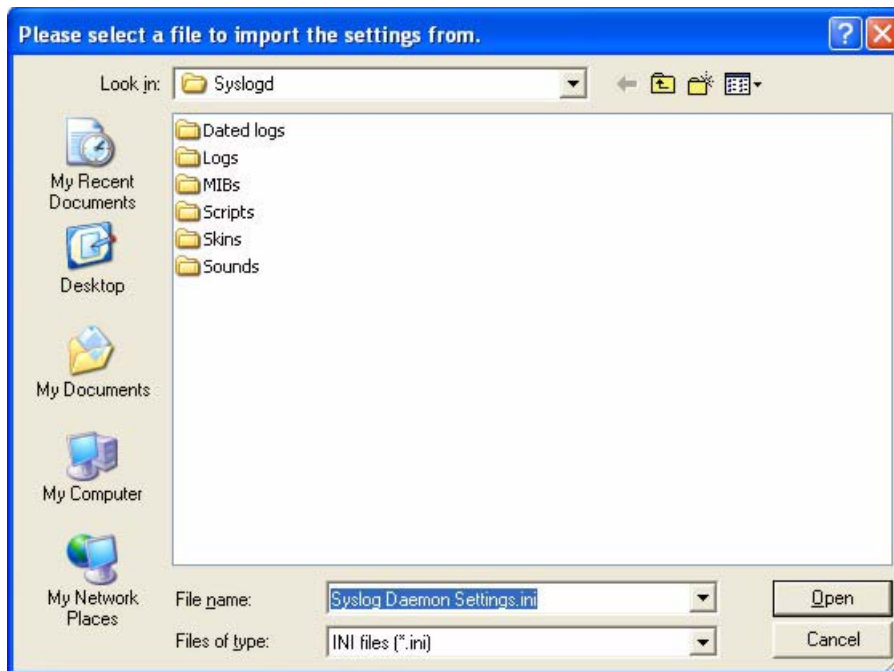 Please select a file to import the settings from.
Look in:
Syslogd
My Recent
Documents
Desktop
My Documents
My Computer
My Network
Places
Dated logs
Logs
MIBs
Scripts
Skins
Sounds
File name:
Syslog Daemon Settings.ini
Open
Files of type:
INI files (*.ini)
Cancel